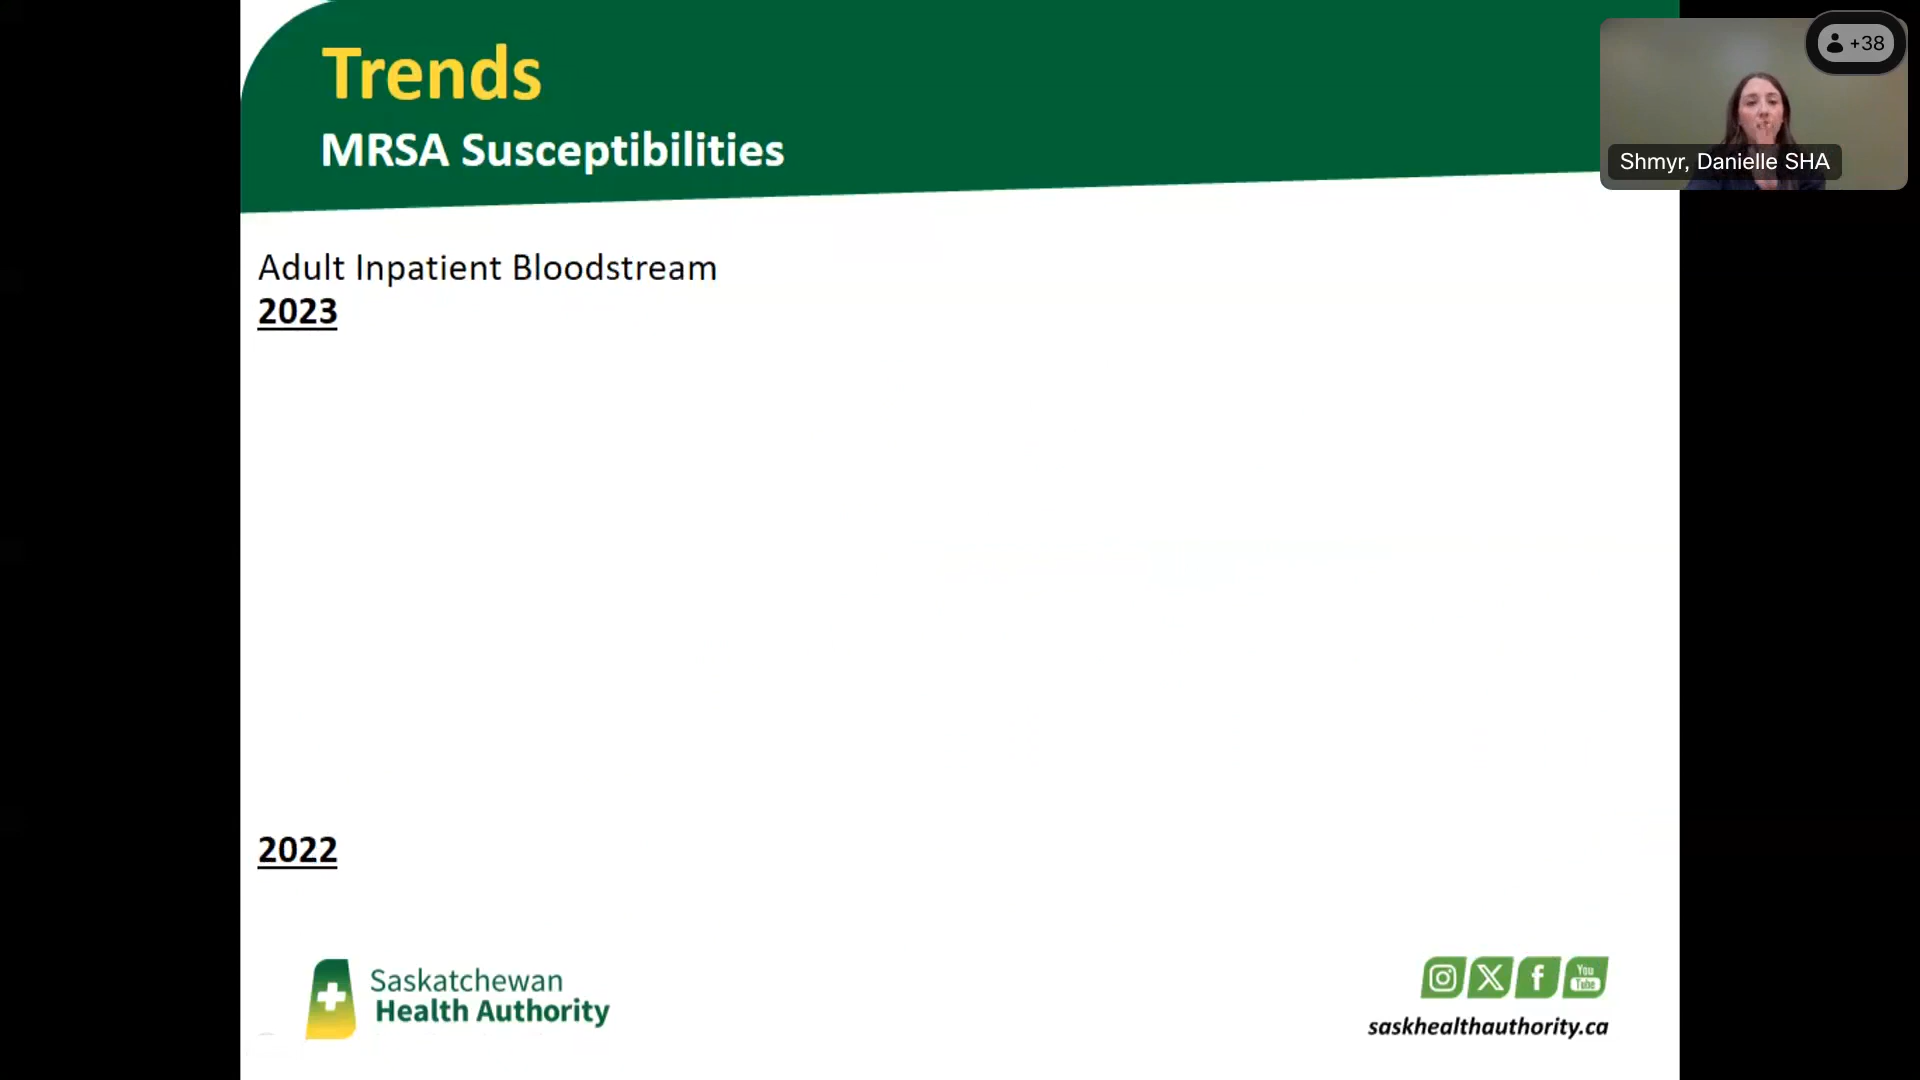 Trends
MRSA Susceptibilities
+38
Shmyr, Danielle SHA
Adult Inpatient Bloodstream
2023
2022
Saskatchewan
Health Authority
You
Tube
saskhealthauthority.ca